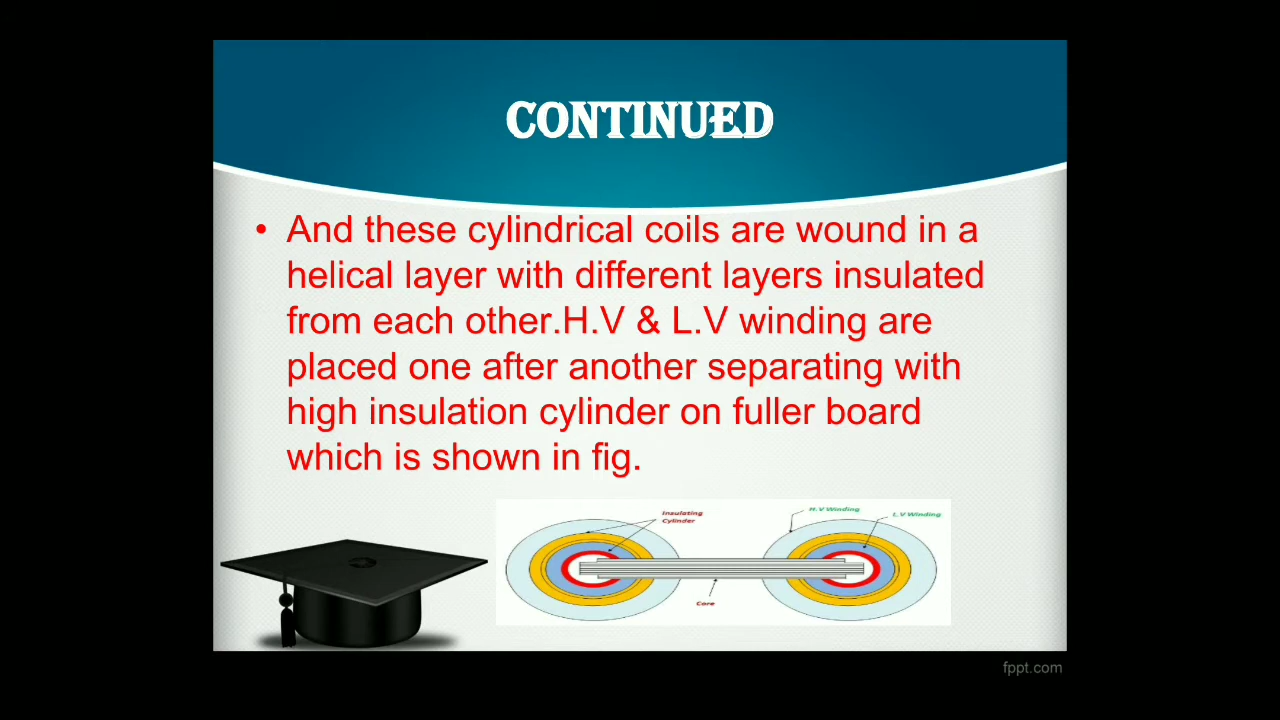 CONTINUED
• And these cylindrical coils are wound in a
helical layer with different layers insulated
from each other.H.V & L.V winding are
placed one after another separating with
high insulation cylinder on fuller board
which is shown in fig.
Insulating
Cylinder
H.V Winding
L.V Winding
Core
fppt.com